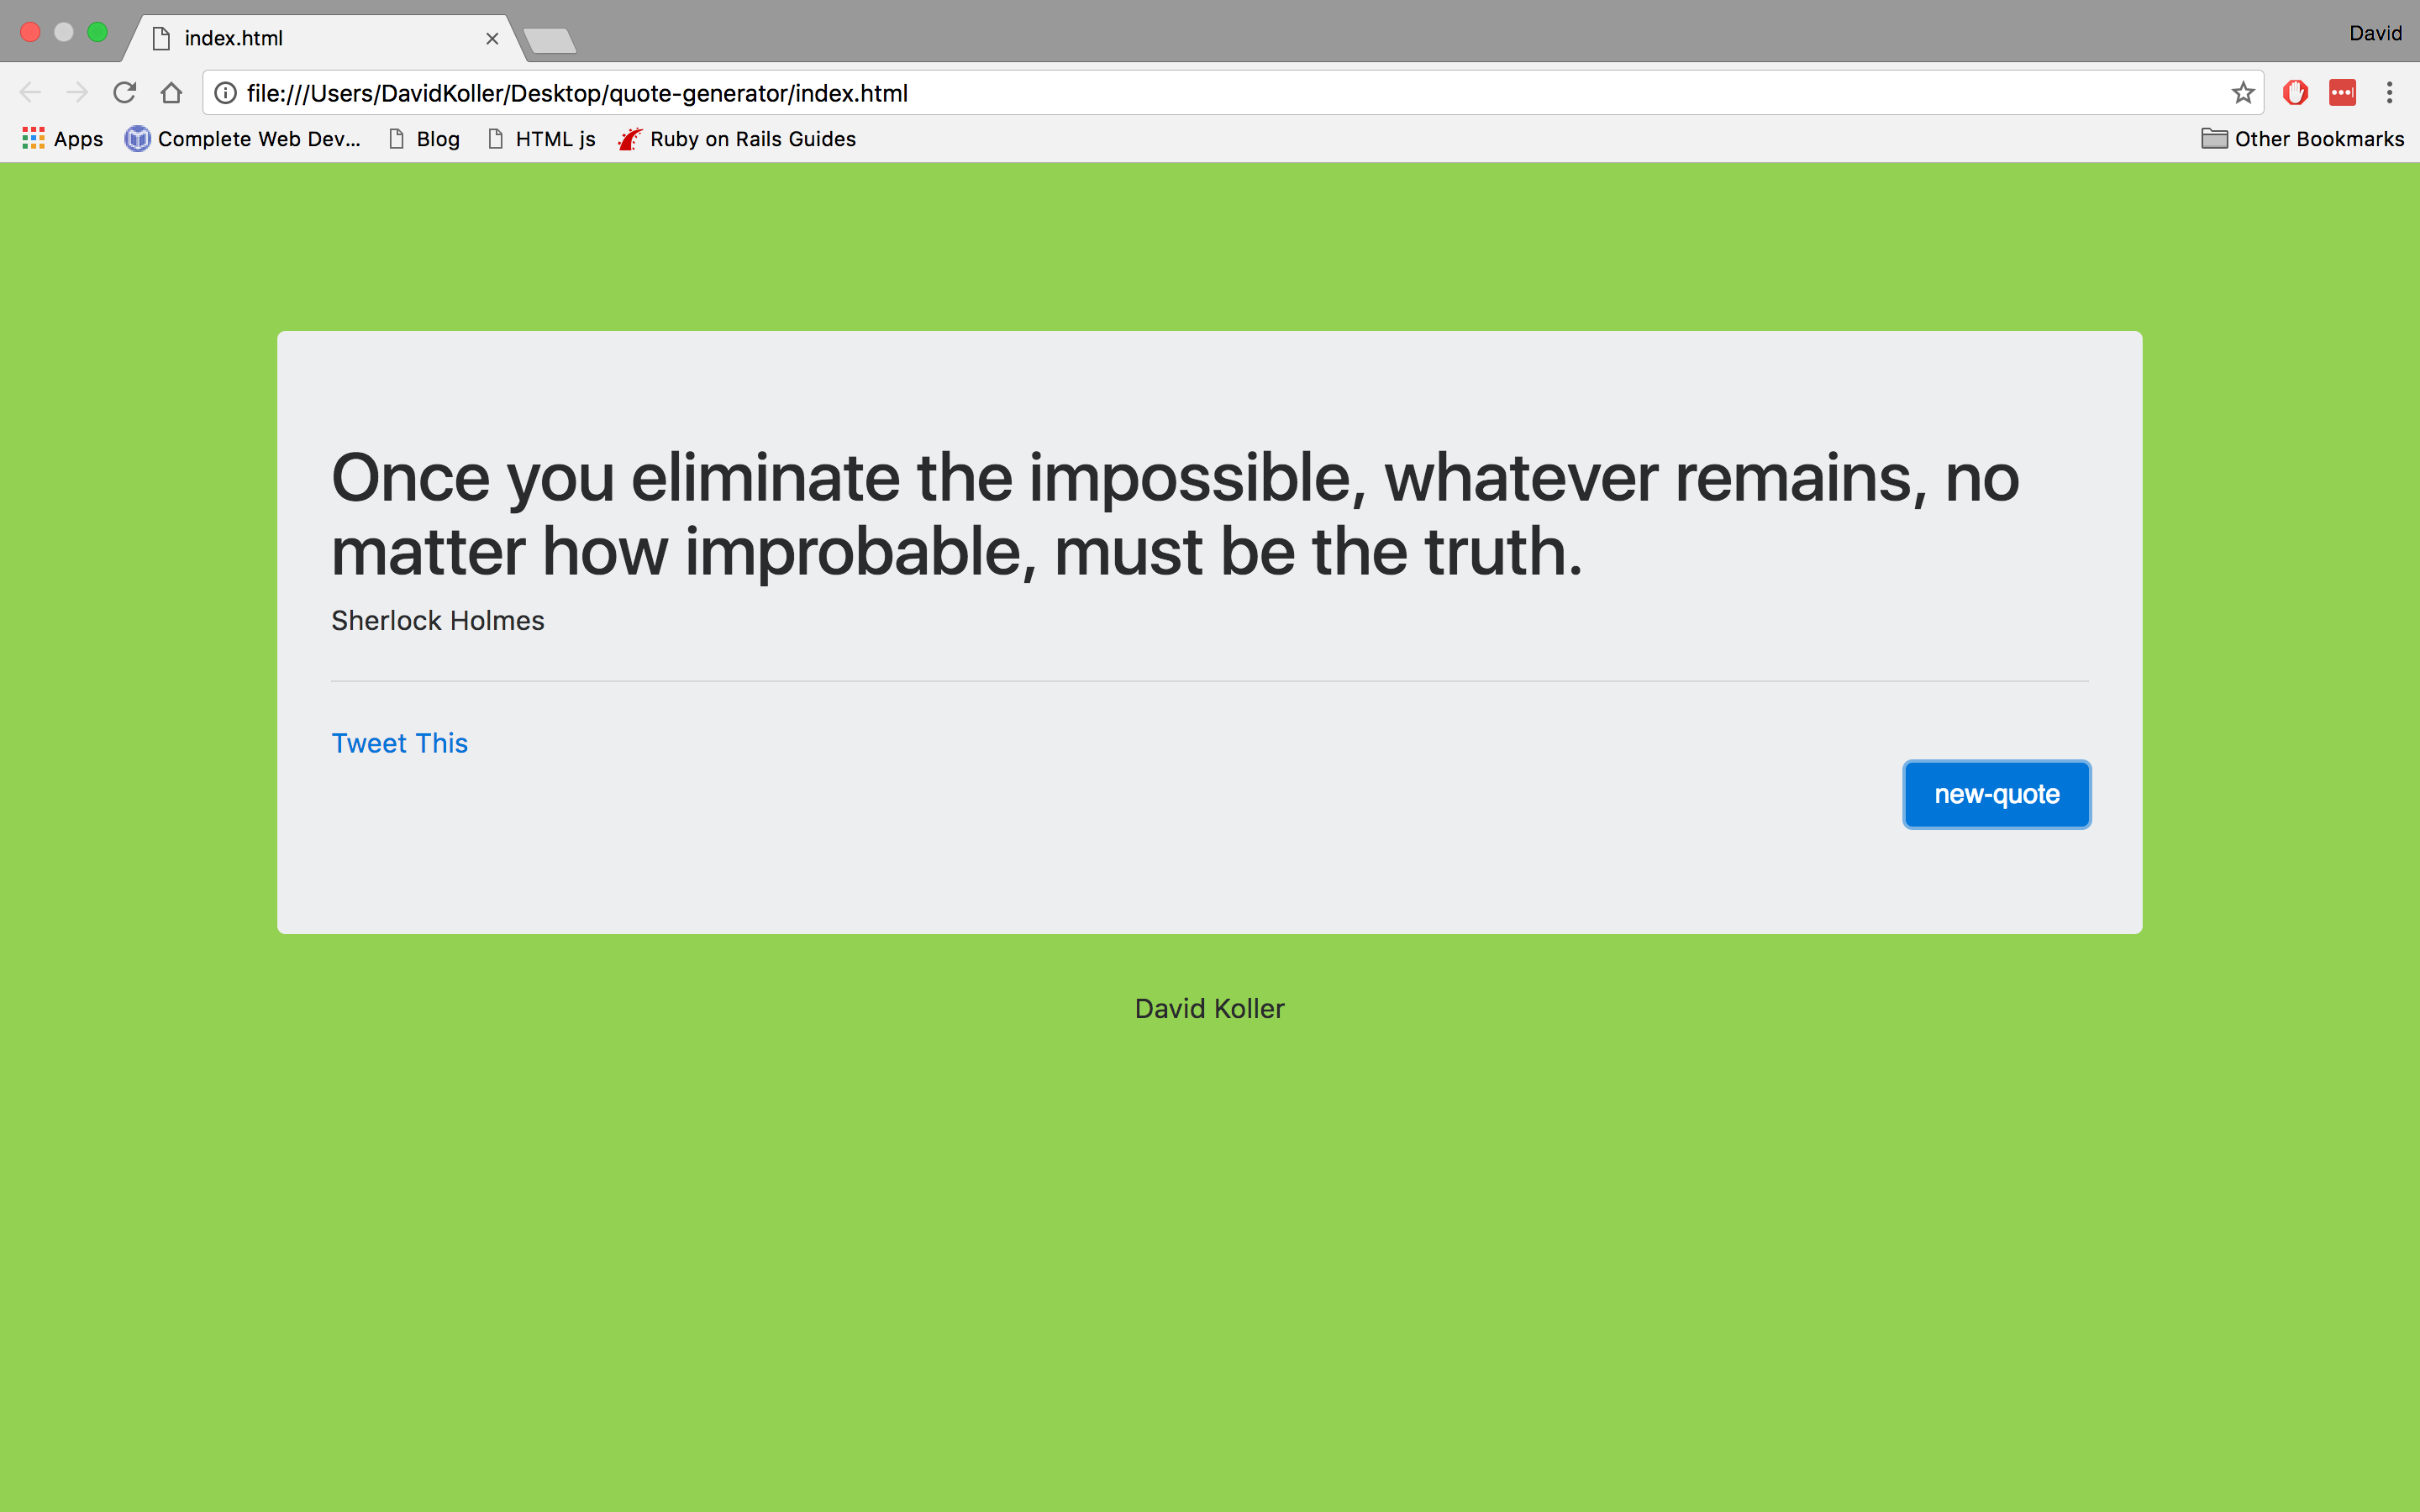 index.html
David
file:///Users/DavidKoller/Desktop/quote-generator/index.html
Apps
Complete Web Dev...
Blog
HTML js
Ruby on Rails Guides
Other Bookmarks
Once you eliminate the impossible, whatever remains, no
matter how improbable, must be the truth.
Sherlock Holmes
Tweet This
new-quote
David Koller